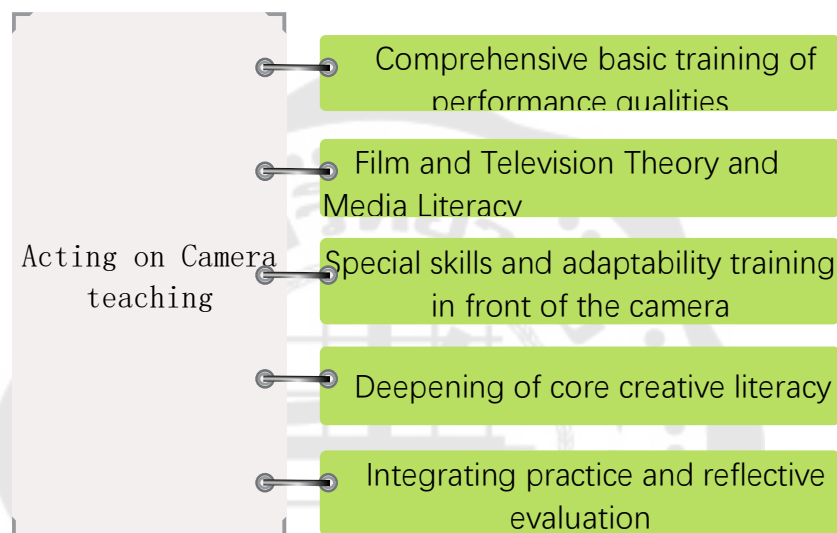 Acting on Camera
teaching
Comprehensive basic training of
performance qualities
Film and Television Theory and
Media Literacy
Special skills and adaptability training
in front of the camera
Deepening of core creative literacy
Integrating practice and reflective
evaluation